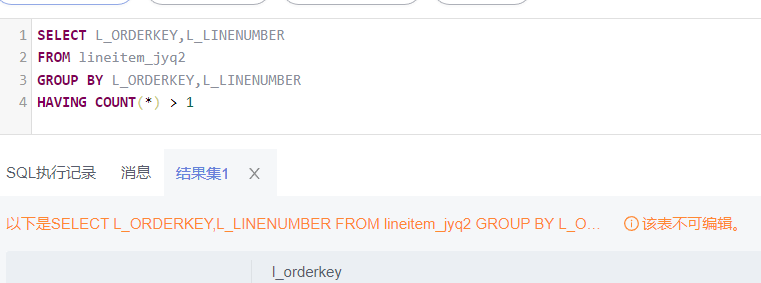 1 SELECT L_ORDERKEY,L_LINENUMBER
2 FROM lineitem_jyq2
3 GROUP BY L_ORDERKEY,L_LINENUMBER
4 HAVING COUNT(*) > 1
SQL执行记录 消息 结果集1
以下是SELECT L_ORDERKEY,L_LINENUMBER FROM lineitem_jyq2 GROUP BY L_O... 该表不可编辑。
l_orderkey